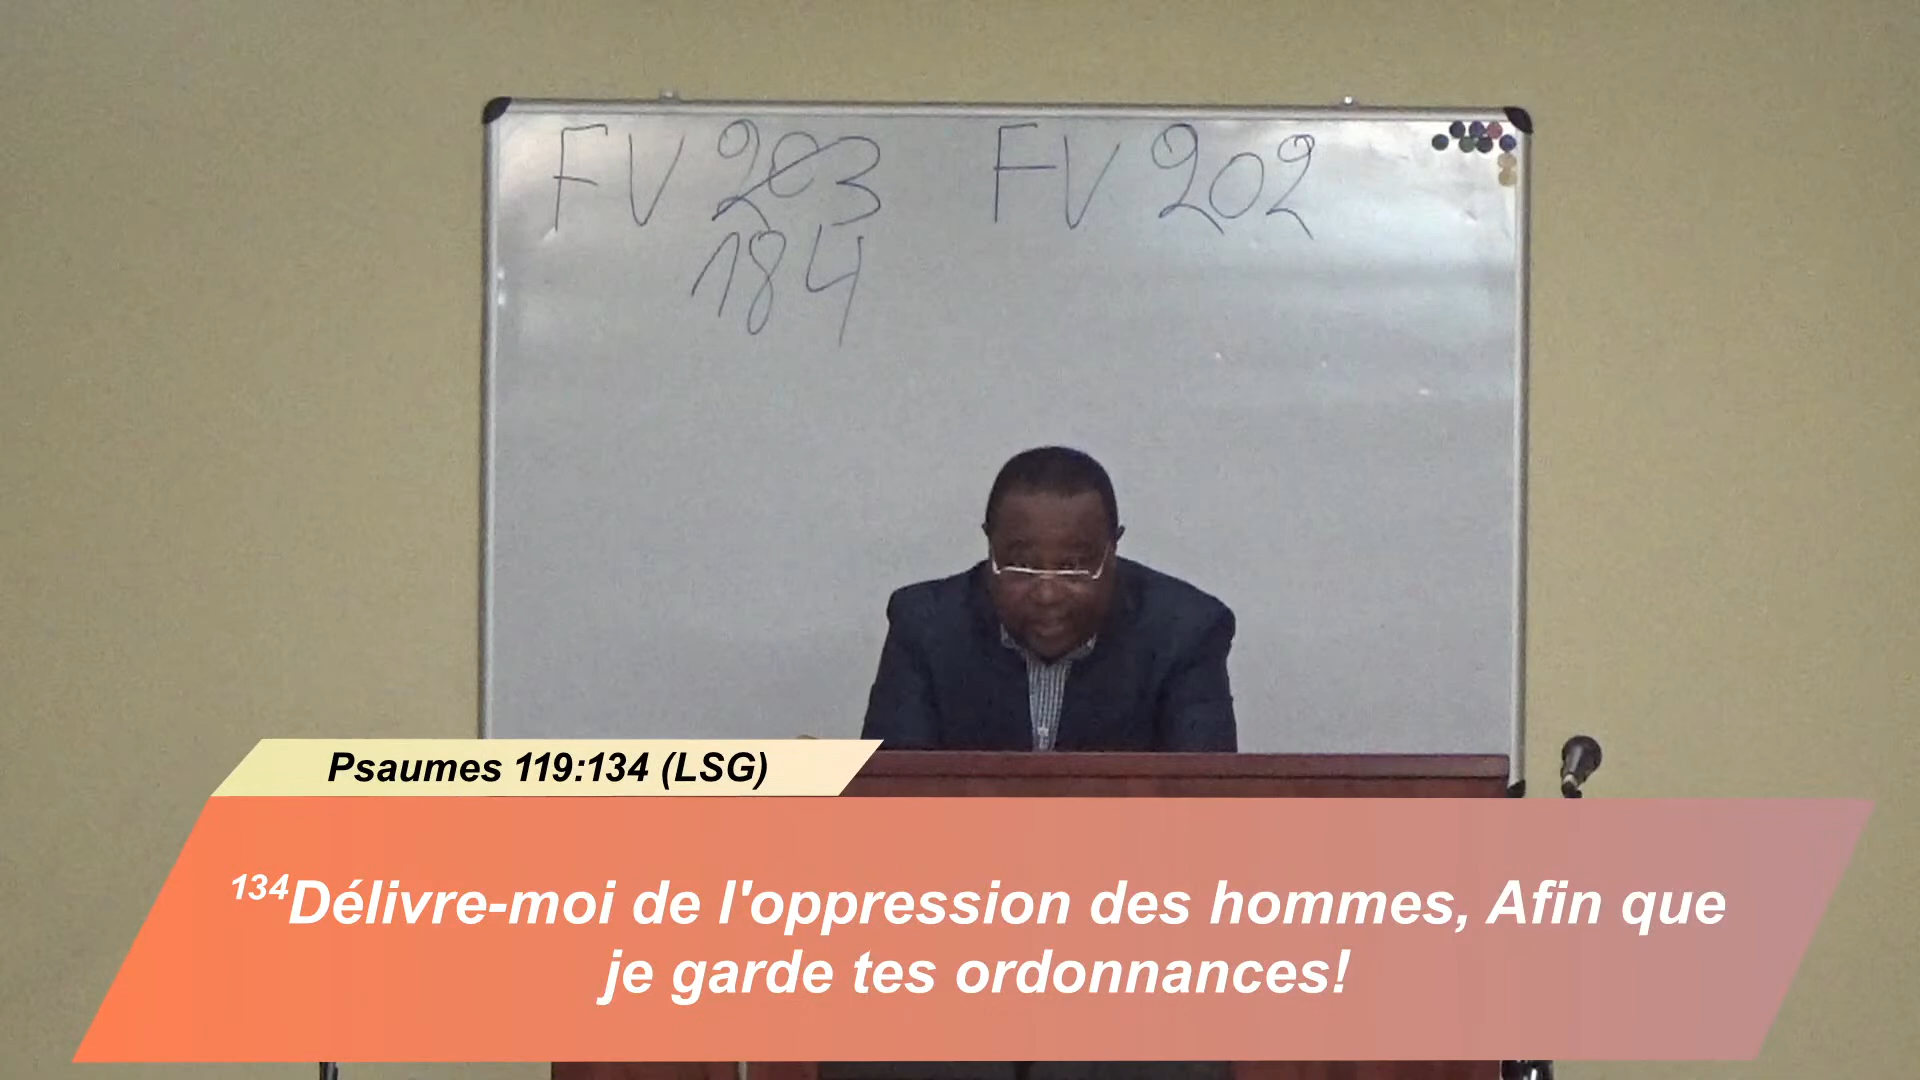 FV 203 FV 202
184
Psaumes 119:134 (LSG)
134Délivre-moi de l'oppression des hommes, Afin que
je garde tes ordonnances!